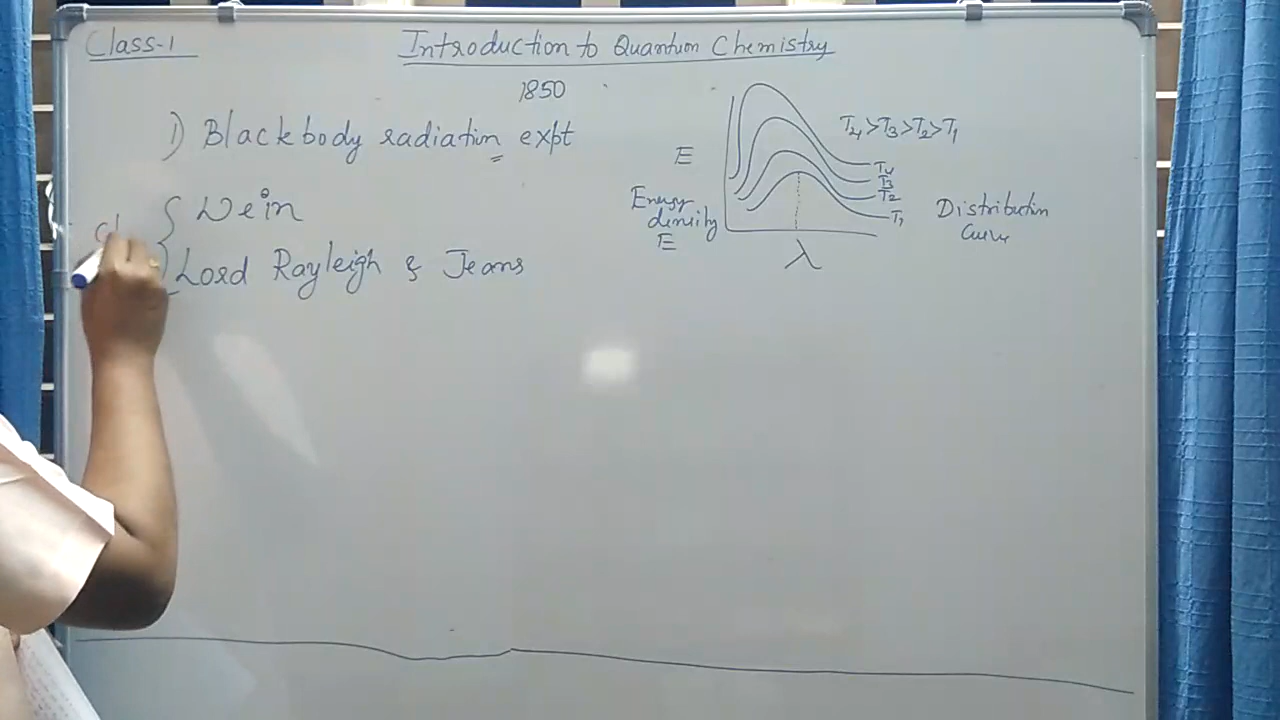 Class-1
Introduction to Quantum Chemistry
1850
1) Blackbody radiation expt
Wein
Lord Rayleigh & Jeans
T4>T3>T2>T1
E
T4
T3
T2
T1
Energy
density
E
λ
Distribution
Curve